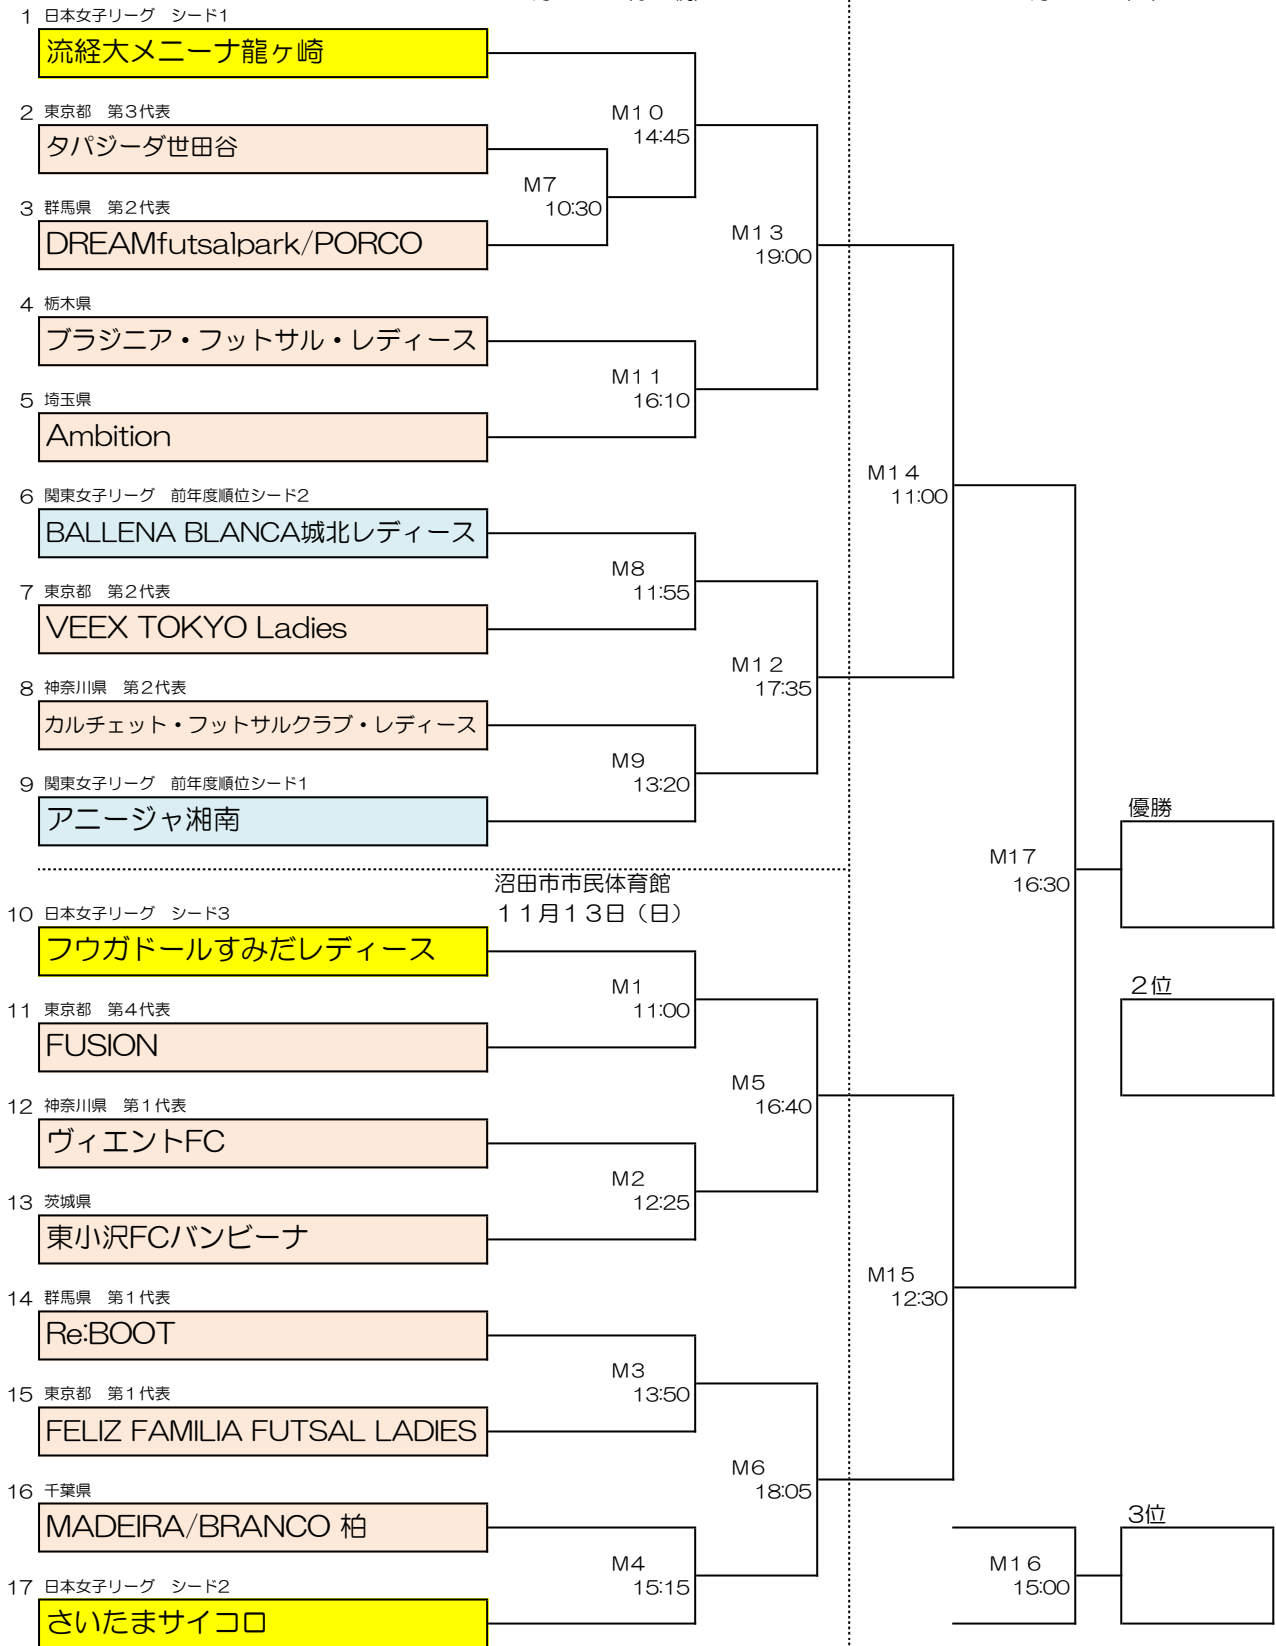 1 日本女子リーグ　シード1
流経大メニーナ龍ヶ崎
2 東京都　第3代表
タパジーダ世田谷
M10
14:45
M7
10:30
3 群馬県　第2代表
DREAMfutsalpark/PORCO
M13
19:00
4 栃木県
ブラジニア・フットサル・レディース
M11
16:10
5 埼玉県
Ambition
M14
11:00
6 関東女子リーグ　前年度順位シード2
BALLENA BLANCA城北レディース
M8
11:55
7 東京都　第2代表
VEEX TOKYO Ladies
M12
17:35
8 神奈川県　第2代表
カルチェット・フットサルクラブ・レディース
M9
13:20
9 関東女子リーグ　前年度順位シード1
アニージャ湘南
優勝
M17
16:30
沼田市市民体育館
11月13日（日）
10 日本女子リーグ　シード3
フウガドールすみだレディース
M1
11:00
2位
11 東京都　第4代表
FUSION
M5
16:40
12 神奈川県　第1代表
ヴィエントFC
M2
12:25
13 茨城県
東小沢FCバンビーナ
M15
12:30
14 群馬県　第1代表
Re:BOOT
M3
13:50
15 東京都　第1代表
FELIZ FAMILIA FUTSAL LADIES
M6
18:05
16 千葉県
MADEIRA/BRANCO 柏
3位
M4
15:15
M16
15:00
17 日本女子リーグ　シード2
さいたまサイコロ